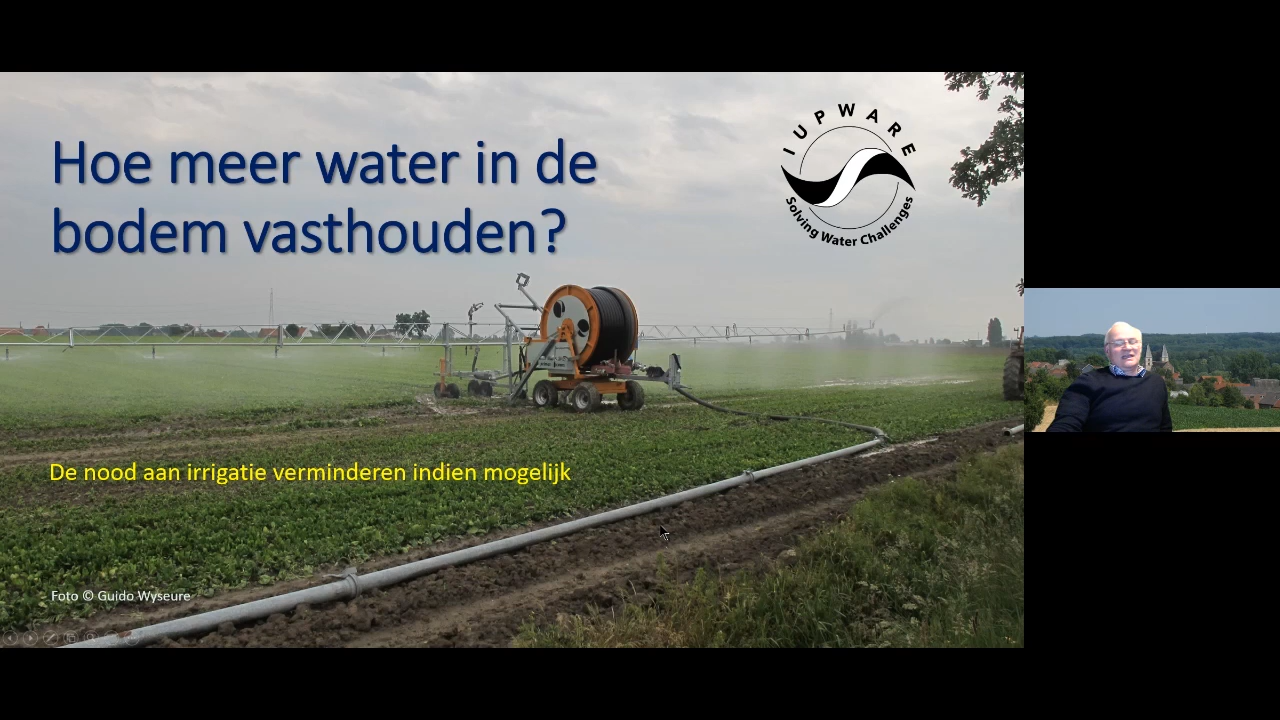 Hoe meer water in de
bodem vasthouden?
IUPWARE
Solving Water Challenges
De nood aan irrigatie verminderen indien mogelijk
Foto © Guido Wyseure